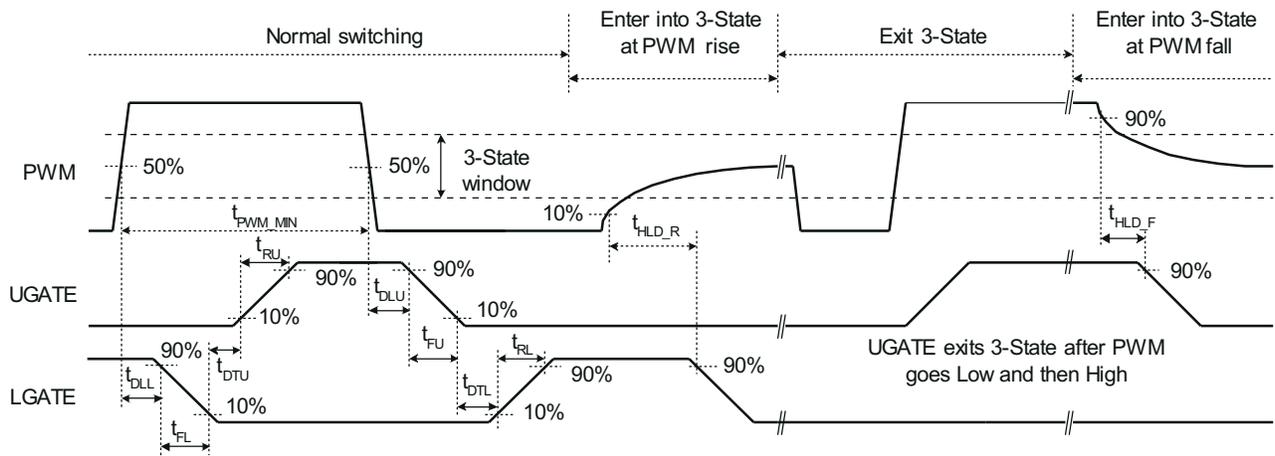 Normal switching
Enter into 3-State
at PWM rise
Exit 3-State
Enter into 3-State
at PWM fall
PWM
50%
50%
3-State
window
90%
10%
tPWM_MIN
tHLD_R
tHLD_F
tRU
UGATE
90%
90%
90%
tDLU
10%
10%
tFU
tRL
tDTU
UGATE exits 3-State after PWM
goes Low and then High
LGATE
90%
90%
90%
tDLL
tDTL
10%
10%
tFL